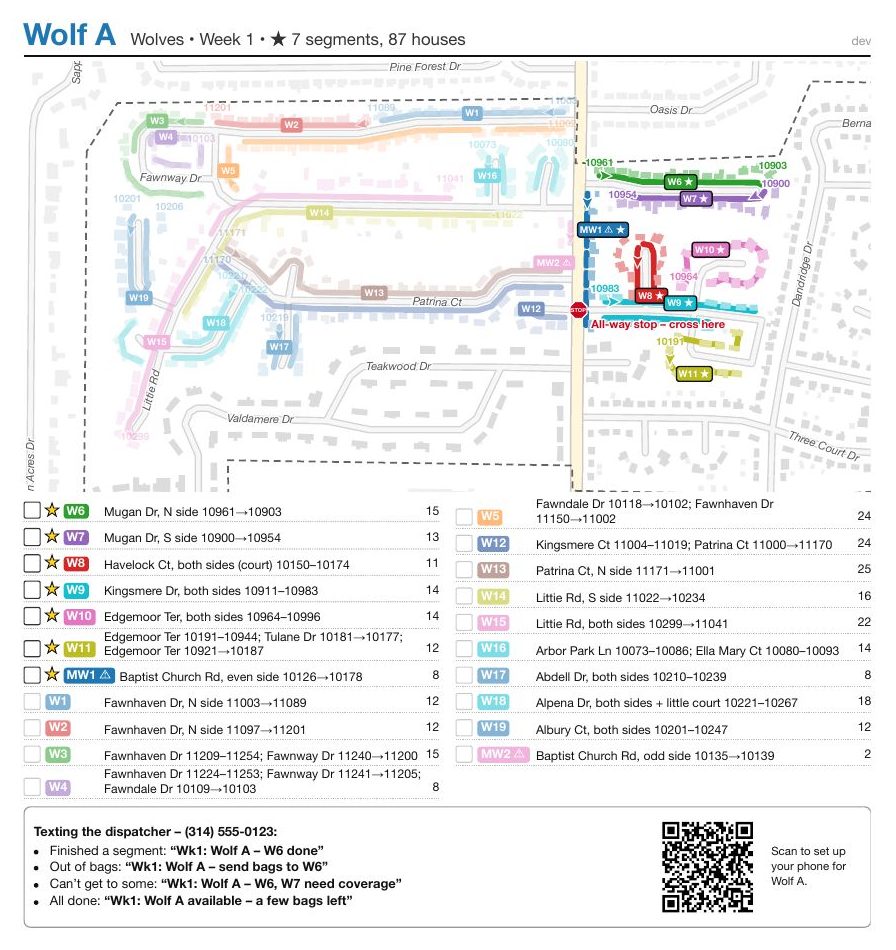 Wolf A Wolves • Week 1 • ★ 7 segments, 87 houses
dev
Pine Forest Dr
Sapp
Oasis Dr
Berna
11201
11089
W1
W3
W2
W4
10103
10073
10080
10961
10903
W5
W16
W6 ★
10900
Fawnway Dr
11041
10954
W7 ★
10201
10206
W14
11022
MW1 ⚠ ★
11171
W10 ★
11170
MW2 ⚠
10964
Dandridge Dr
W13
10983
W8 ★
W19
Patrina Ct
W9 ★
W12
STOP
W18
10219
All-way stop – cross here
W15
W17
10191
Teakwood Dr
W11 ★
Littie Rd
Valdamere Dr
10239
Three Court Dr
n Acres Dr
W6 Mugan Dr, N side 10961→10903 15
W7 Mugan Dr, S side 10900→10954 13
W8 Havelock Ct, both sides (court) 10150–10174 11
W9 Kingsmere Dr, both sides 10911–10983 14
W10 Edgemoor Ter, both sides 10964–10996 14
Edgemoor Ter 10191–10944; Tulane Dr 10181→10177;
W11 Edgemoor Ter 10921→10187 12
MW1 ⚠ Baptist Church Rd, even side 10126→10178 8
W1 Fawnhaven Dr, N side 11003→11089 12
W2 Fawnhaven Dr, N side 11097→11201 12
W3 Fawnhaven Dr 11209–11254; Fawnway Dr 11240→11200 15
Fawnhaven Dr 11224–11253; Fawnway Dr 11241→11205;
W4 Fawndale Dr 10109→10103 8
Fawndale Dr 10118→10102; Fawnhaven Dr
W5 11150→11002 24
W12 Kingsmere Ct 11004–11019; Patrina Ct 11000→11170 24
W13 Patrina Ct, N side 11171→11001 25
W14 Littie Rd, S side 11022→10234 16
W15 Littie Rd, both sides 10299→11041 22
W16 Arbor Park Ln 10073–10086; Ella Mary Ct 10080–10093 14
W17 Abdell Dr, both sides 10210–10239 8
W18 Alpena Dr, both sides + little court 10221–10267 18
W19 Albury Ct, both sides 10201–10247 12
MW2 ⚠ Baptist Church Rd, odd side 10135→10139 2
Texting the dispatcher – (314) 555-0123:
• Finished a segment: “Wk1: Wolf A – W6 done”
• Out of bags: “Wk1: Wolf A – send bags to W6”
• Can’t get to some: “Wk1: Wolf A – W6, W7 need coverage”
• All done: “Wk1: Wolf A available – a few bags left”
Scan to set up
your phone for
Wolf A.